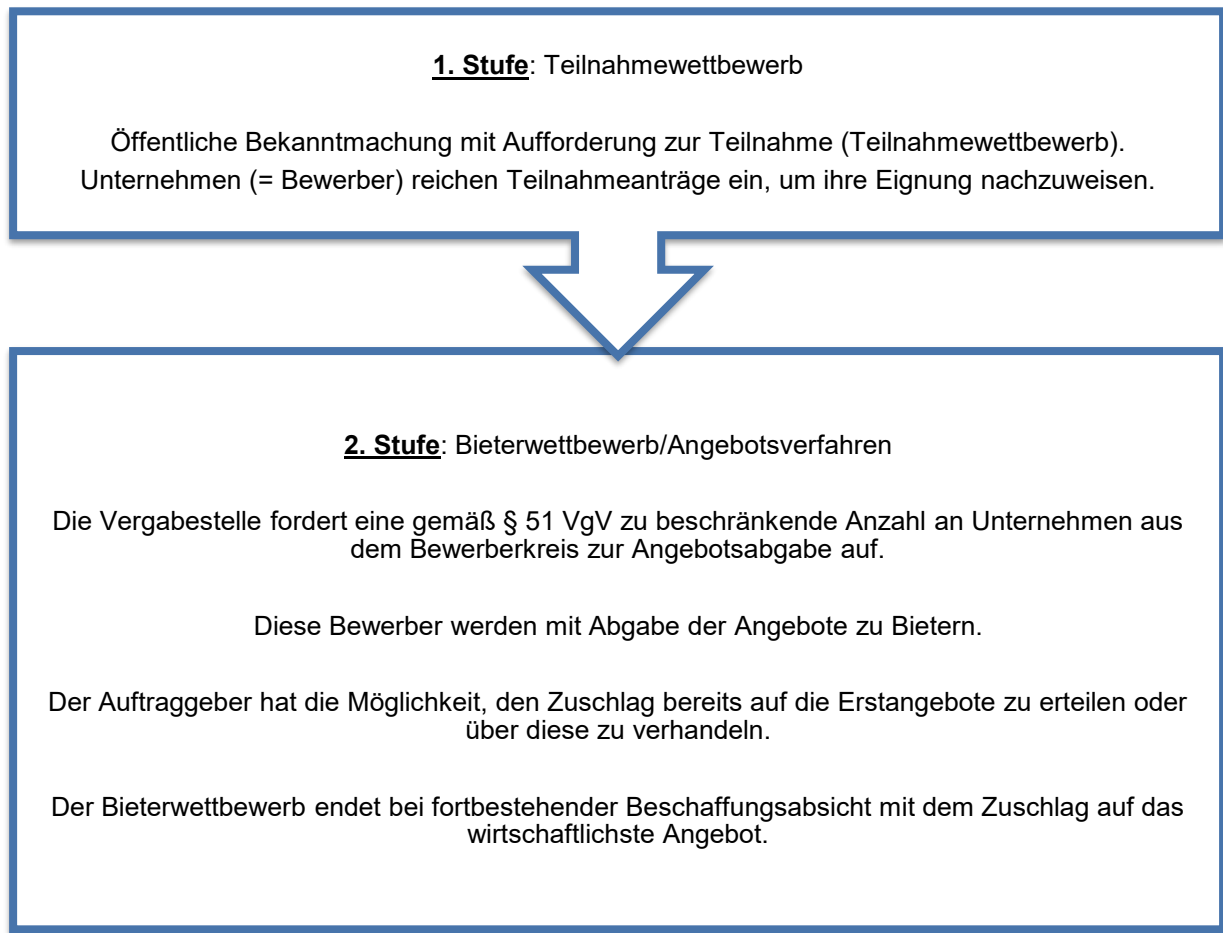 1. Stufe: Teilnahmewettbewerb
Öffentliche Bekanntmachung mit Aufforderung zur Teilnahme (Teilnahmewettbewerb).
Unternehmen (= Bewerber) reichen Teilnahmeanträge ein, um ihre Eignung nachzuweisen.
2. Stufe: Bieterwettbewerb/Angebotsverfahren
Die Vergabestelle fordert eine gemäß § 51 VgV zu beschränkende Anzahl an Unternehmen aus
dem Bewerberkreis zur Angebotsabgabe auf.
Diese Bewerber werden mit Abgabe der Angebote zu Bietern.
Der Auftraggeber hat die Möglichkeit, den Zuschlag bereits auf die Erstangebote zu erteilen oder
über diese zu verhandeln.
Der Bieterwettbewerb endet bei fortbestehender Beschaffungsabsicht mit dem Zuschlag auf das
wirtschaftlichste Angebot.